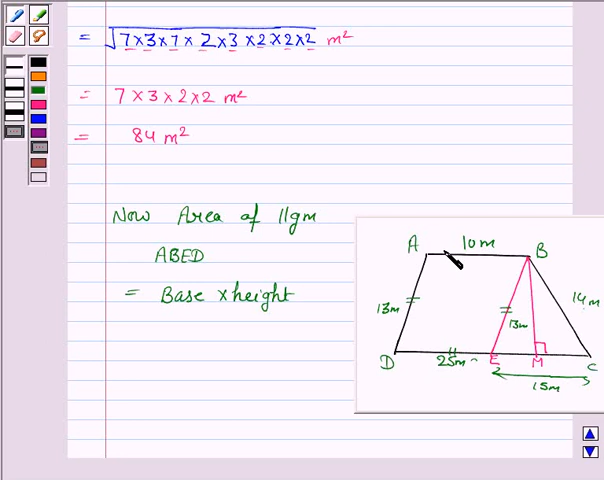 = √7×3×7×2×3×2×2×2 m²
= 7×3×2×2 m²
= 84 m²
Now Area of llgm
ABED
= Base × height
A 10m B
13m 13m 14m
D 25m E M C
15m